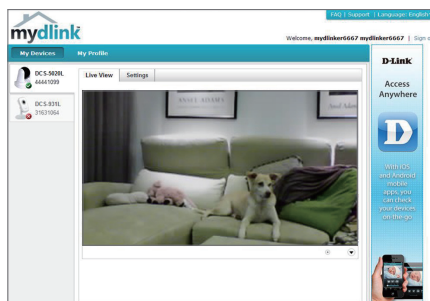 FAQ | Support | Language: English
mydlink
Welcome, mydlinker6667 mydlinker6667 | Sign
My Devices
My Profile
DCS-5020L
44441099
DCS-931L
31631064
Live View
Settings
ANSEL ADAMS
D-Link
Access
Anywhere
With iOS
and Android
mobile
apps, you
can check
your devices
on-the-go